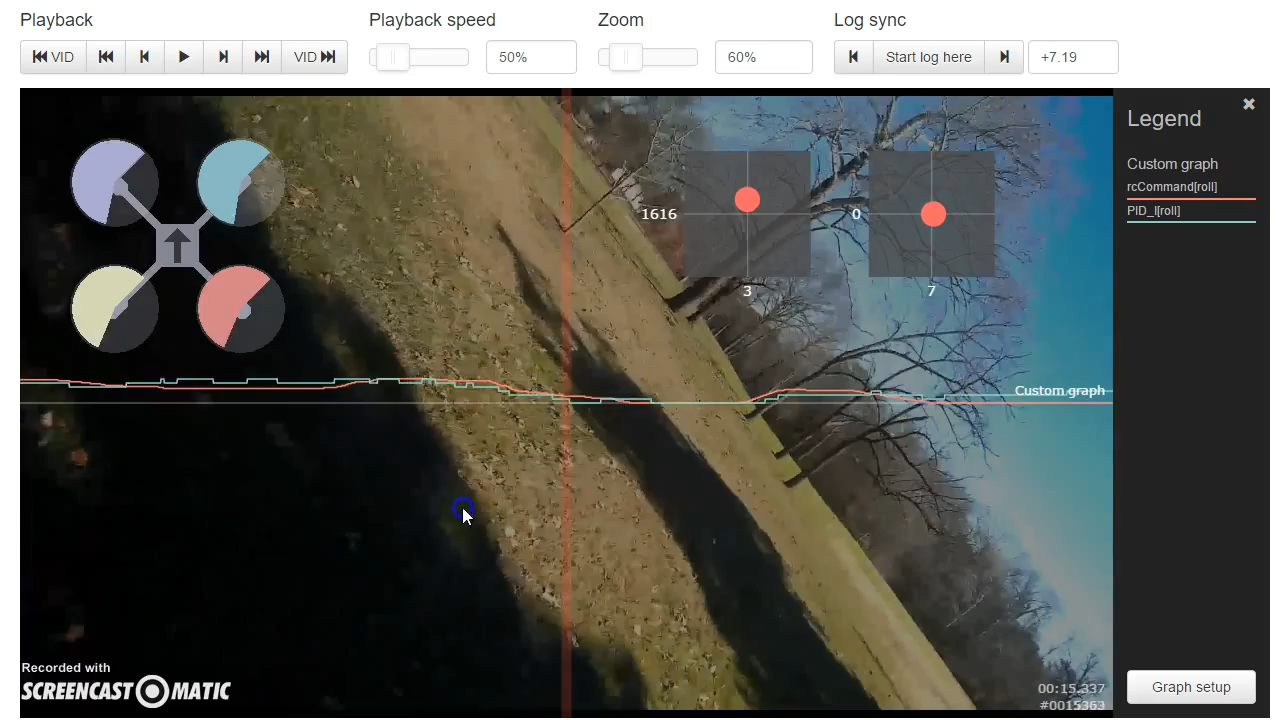 Playback
Playback speed
Zoom
Log sync
VID
VID
50%
60%
Start log here
+7.19
Legend
Custom graph
rcCommand[roll]
PID_I[roll]
1616
0
3
7
Custom graph
Recorded with
SCREENCAST-O-MATIC
00:15.337
#0015363
Graph setup